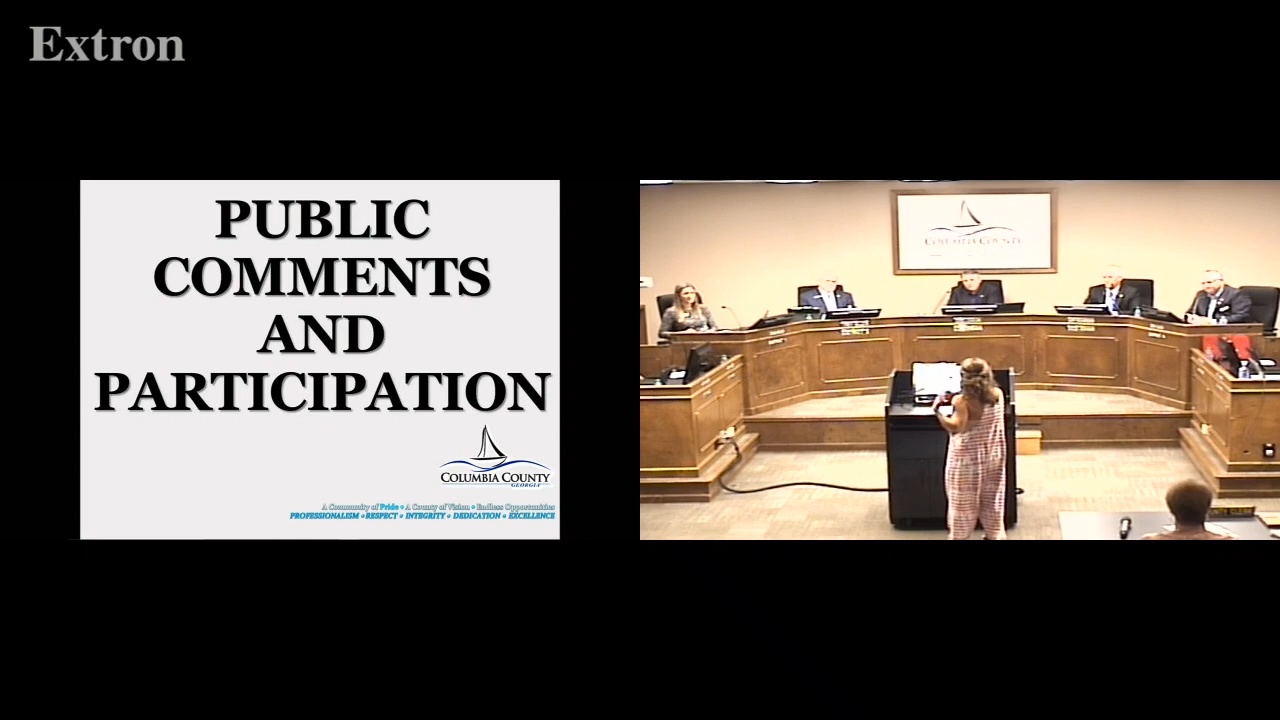 Extron
PUBLIC
COMMENTS
AND
PARTICIPATION
COLUMBIA COUNTY
GEORGIA
A Community of Pride • A County of Vision • Endless Opportunities
PROFESSIONALISM • RESPECT • INTEGRITY • DEDICATION • EXCELLENCE
COLUMBIA COUNTY